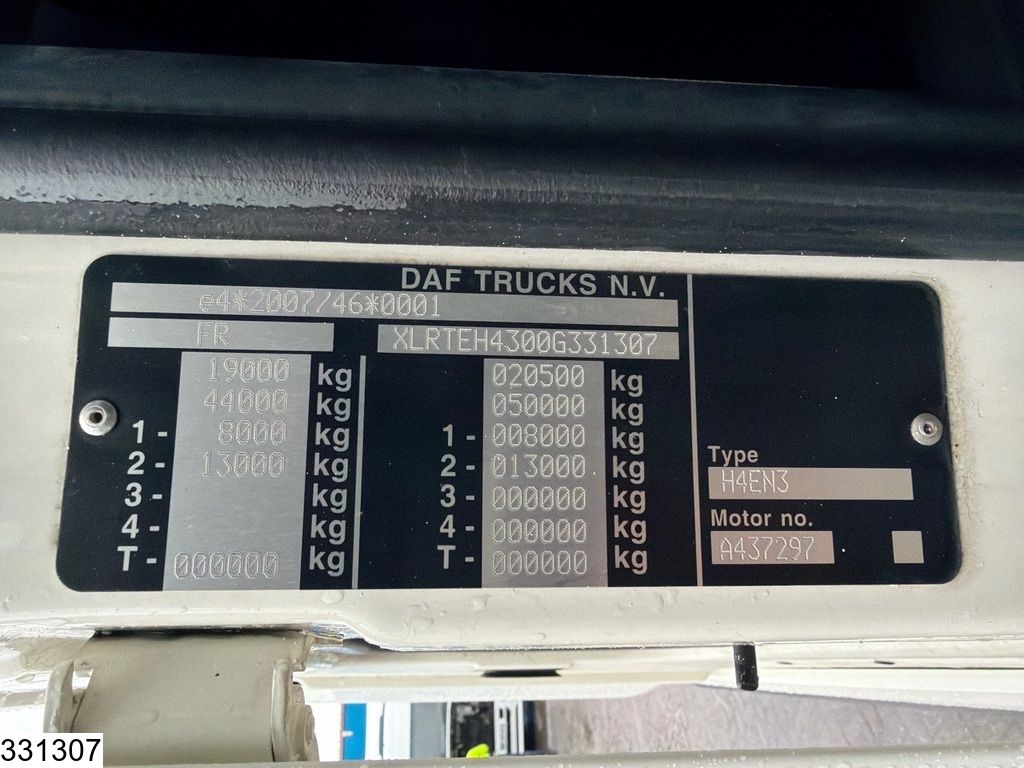 DAF TRUCKS N.V.
e4*2007/46*0001
FR XLRTEH4300G331307
19000 kg 020500 kg
44000 kg 050000 kg
1- 8000 kg 1- 008000 kg
2- 13000 kg 2- 013000 kg
3- kg 3- 000000 kg
4- kg 4- 000000 kg
T- 000000 kg T- 000000 kg
Type
H4EN3
Motor no.
A437297
331307